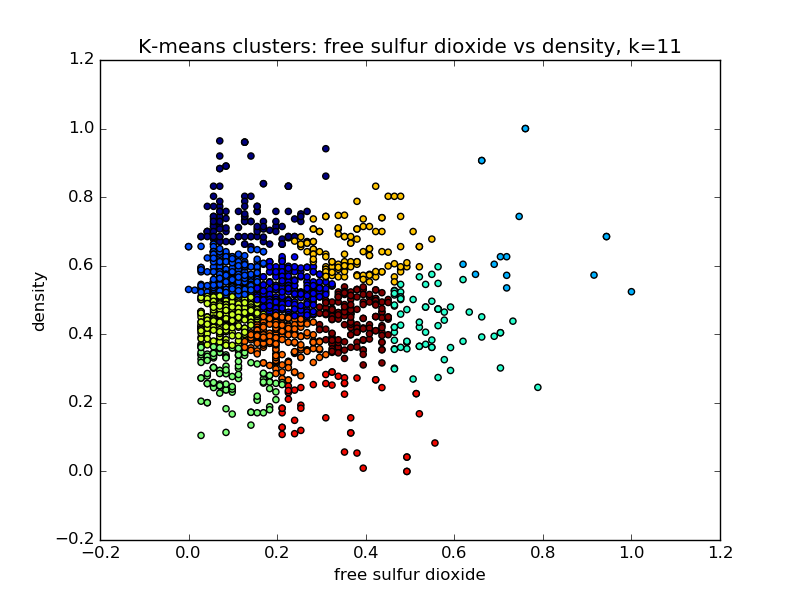 K-means clusters: free sulfur dioxide vs density, k=11
1.2
1.0
0.8
0.6
0.4
0.2
0.0
−0.2
density
−0.2 0.0 0.2 0.4 0.6 0.8 1.0 1.2
free sulfur dioxide